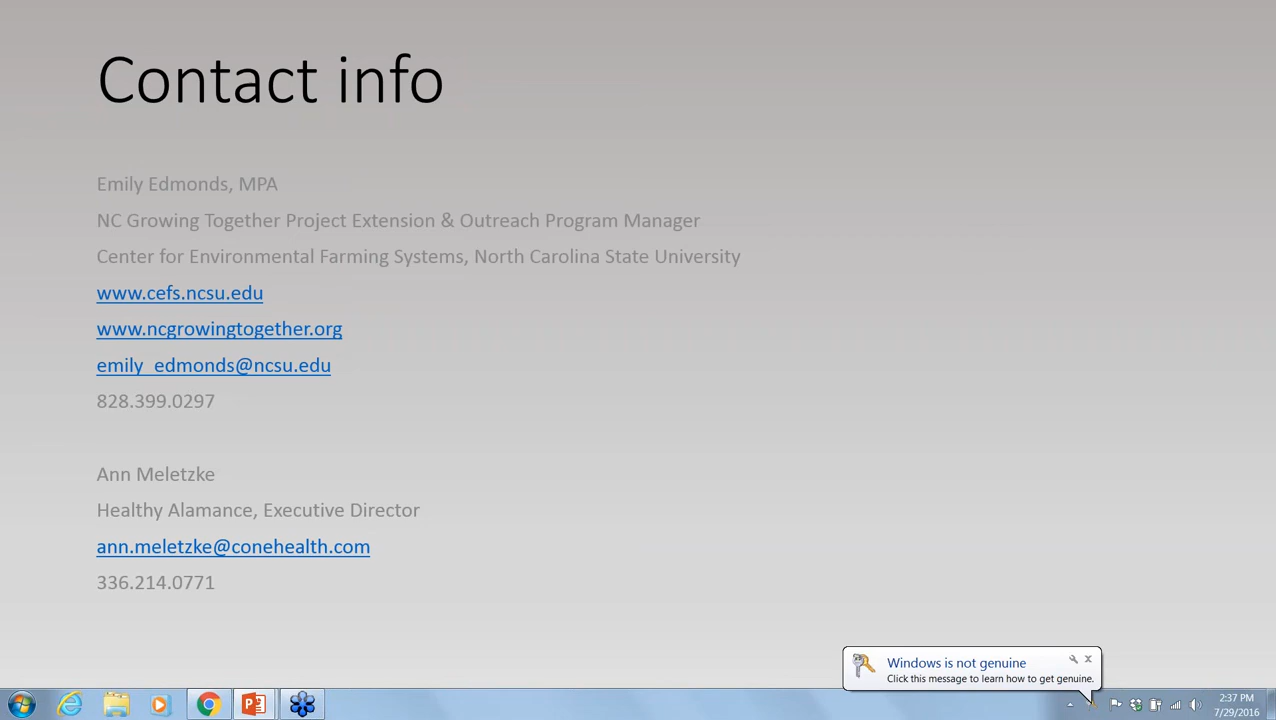 Contact info
Emily Edmonds, MPA
NC Growing Together Project Extension & Outreach Program Manager
Center for Environmental Farming Systems, North Carolina State University
www.cefs.ncsu.edu
www.ncgrowingtogether.org
emily_edmonds@ncsu.edu
828.399.0297
Ann Meletzke
Healthy Alamance, Executive Director
ann.meletzke@conehealth.com
336.214.0771
Windows is not genuine
Click this message to learn how to get genuine.
2:37 PM
7/29/2016